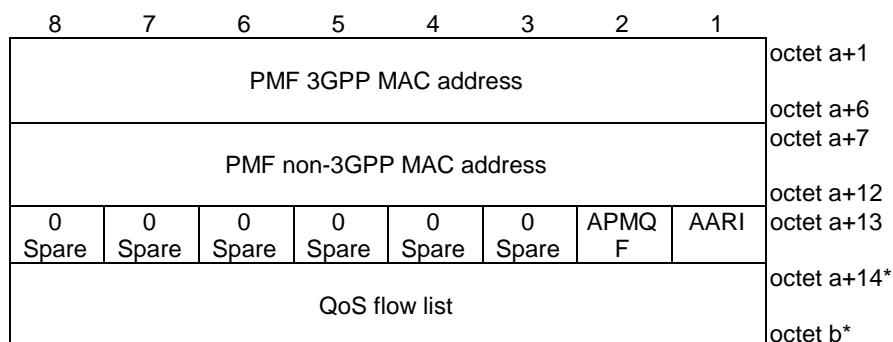 8 7 6 5 4 3 2 1
octet a+1
PMF 3GPP MAC address
octet a+6
octet a+7
PMF non-3GPP MAC address
octet a+12
0 0 0 0 0 0 APMQ AARI octet a+13
Spare Spare Spare Spare Spare Spare F
octet a+14*
QoS flow list
octet b*